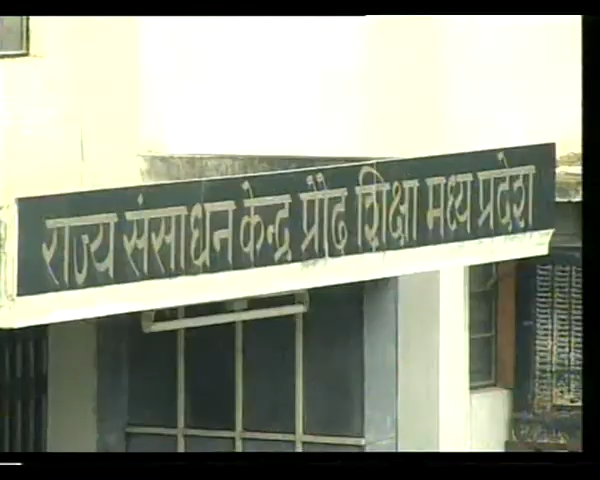 राज्य संसाधन केन्द्र प्रौढ़ शिक्षा मध्य प्रदेश